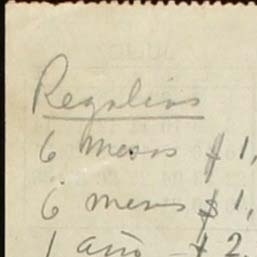 Regalias
6 meses $ 1,
6 meses $ 1,
1 año - $ 2.